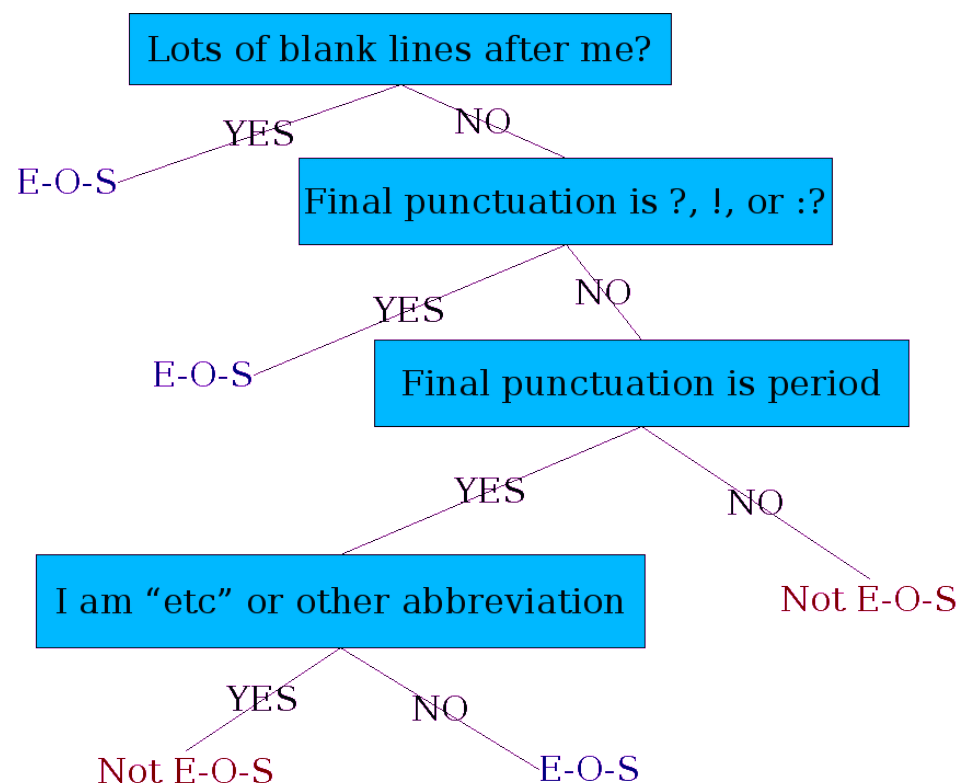 Lots of blank lines after me?
YES
NO
E-O-S
Final punctuation is ?, !, or :?
YES
NO
E-O-S
Final punctuation is period
YES
NO
I am “etc” or other abbreviation
Not E-O-S
YES
NO
Not E-O-S
E-O-S